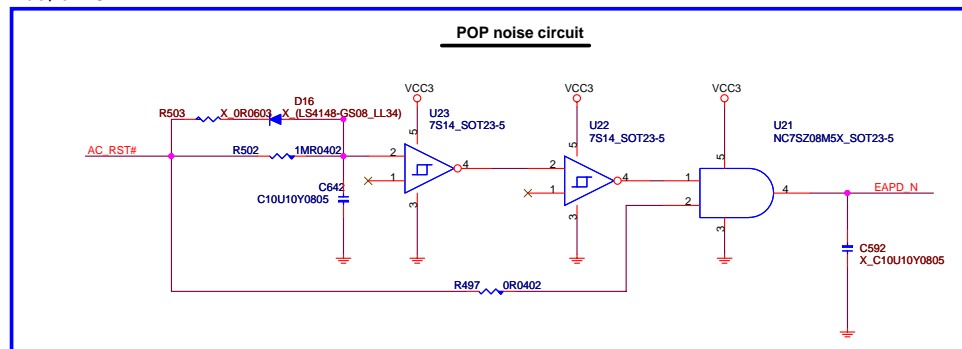 POP noise circuit
VCC3
VCC3
VCC3
D16
R503
X_0R0603
X_(LS4148-GS08_LL34)
U23
7S14_SOT23-5
U22
7S14_SOT23-5
U21
NC7SZ08M5X_SOT23-5
AC_RST#
R502
1MR0402
5
2
4
1
3
5
2
4
1
3
5
1
2
4
3
EAPD_N
C642
C10U10Y0805
C592
X_C10U10Y0805
R497
0R0402